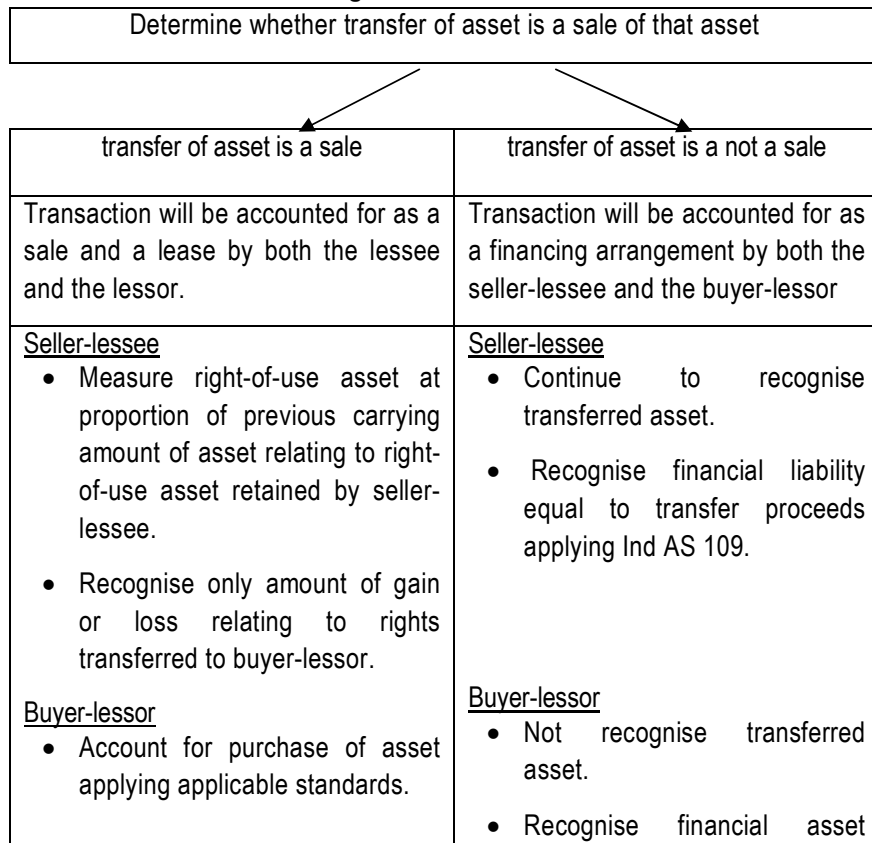 Determine whether transfer of asset is a sale of that asset
transfer of asset is a sale
transfer of asset is a not a sale
Transaction will be accounted for as a
sale and a lease by both the lessee
and the lessor.
Transaction will be accounted for as
a financing arrangement by both the
seller-lessee and the buyer-lessor
Seller-lessee
• Measure right-of-use asset at
proportion of previous carrying
amount of asset relating to right-
of-use asset retained by seller-
lessee.
• Recognise only amount of gain
or loss relating to rights
transferred to buyer-lessor.
Buyer-lessor
• Account for purchase of asset
applying applicable standards.
Seller-lessee
• Continue to recognise
transferred asset.
• Recognise financial liability
equal to transfer proceeds
applying Ind AS 109.
Buyer-lessor
• Not recognise transferred
asset.
• Recognise financial asset